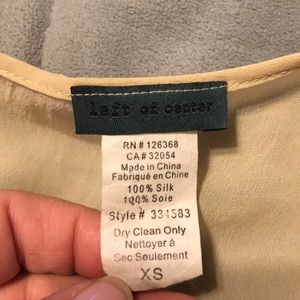 left of center
RN # 126368
CA # 32054
Made in China
Fabriqué en Chine
100% Silk
100% Soie
Style # 334583
Dry Clean Only
Nettoyer à
Sec Seulement
XS